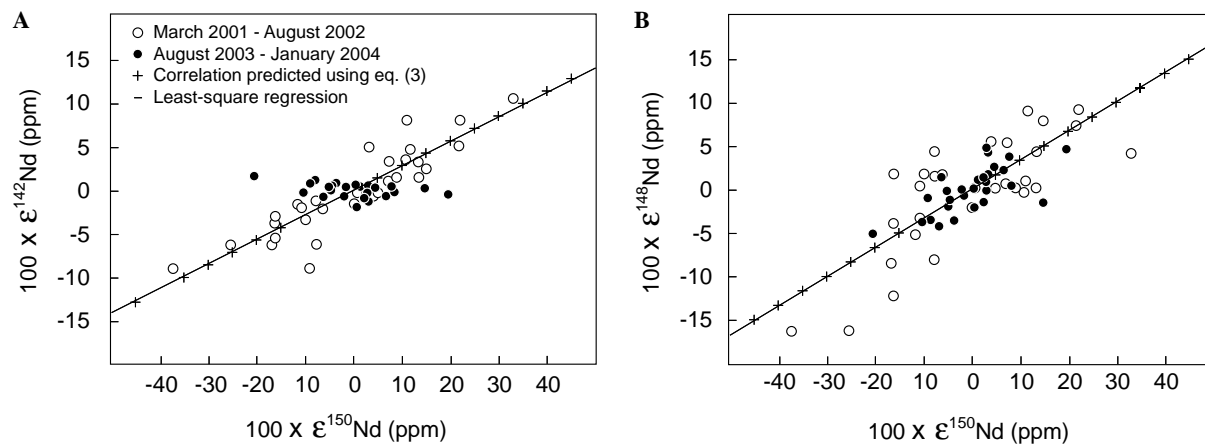 A
○ March 2001 - August 2002
● August 2003 - January 2004
+ Correlation predicted using eq. (3)
– Least-square regression
100 x ε¹⁴²Nd (ppm)
15
10
5
0
-5
-10
-15
-40 -30 -20 -10 0 10 20 30 40
100 x ε¹⁵⁰Nd (ppm)
B
100 x ε¹⁴⁸Nd (ppm)
15
10
5
0
-5
-10
-15
-40 -30 -20 -10 0 10 20 30 40
100 x ε¹⁵⁰Nd (ppm)